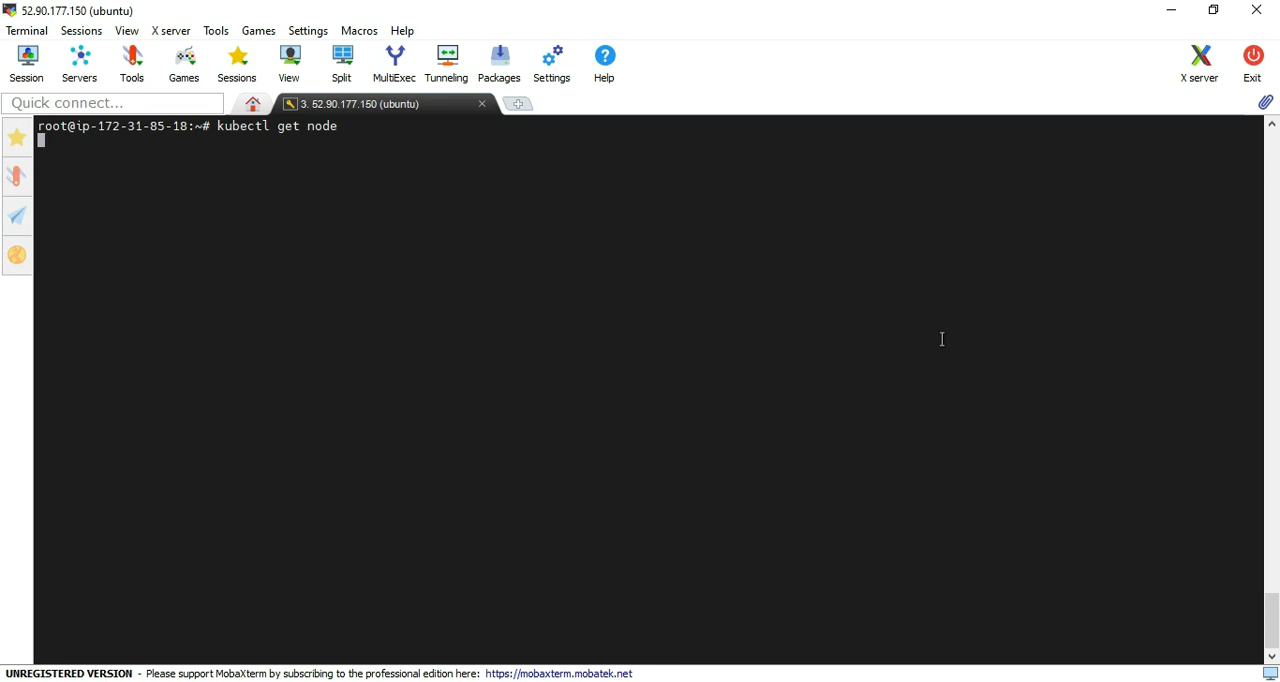 52.90.177.150 (ubuntu)
Terminal Sessions View X server Tools Games Settings Macros Help
Session Servers Tools Games Sessions View Split MultiExec Tunneling Packages Settings Help X server Exit
Quick connect... 3. 52.90.177.150 (ubuntu)
root@ip-172-31-85-18:~# kubectl get node
UNREGISTERED VERSION - Please support MobaXterm by subscribing to the professional edition here: https://mobaxterm.mobatek.net